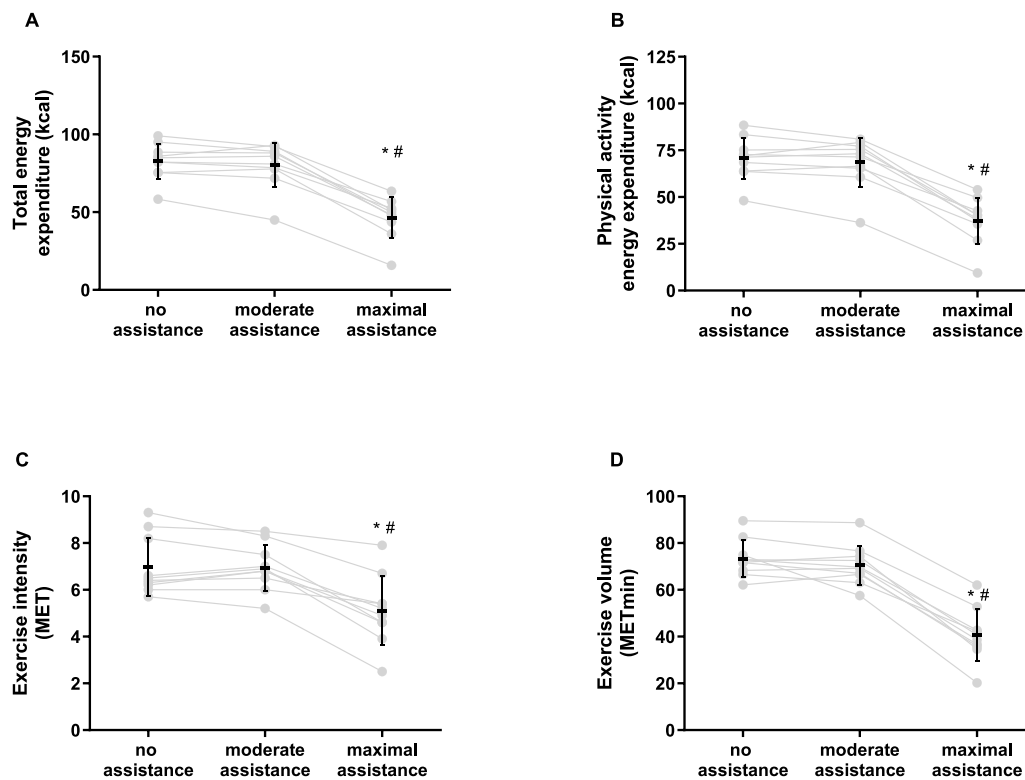 A
Total energy
expenditure (kcal)
150
100
50
0
* #
no
assistance
moderate
assistance
maximal
assistance
B
Physical activity
energy expenditure (kcal)
125
100
75
50
25
0
* #
no
assistance
moderate
assistance
maximal
assistance
C
Exercise intensity
(MET)
10
8
6
4
2
0
* #
no
assistance
moderate
assistance
maximal
assistance
D
Exercise volume
(METmin)
100
80
60
40
20
0
* #
no
assistance
moderate
assistance
maximal
assistance